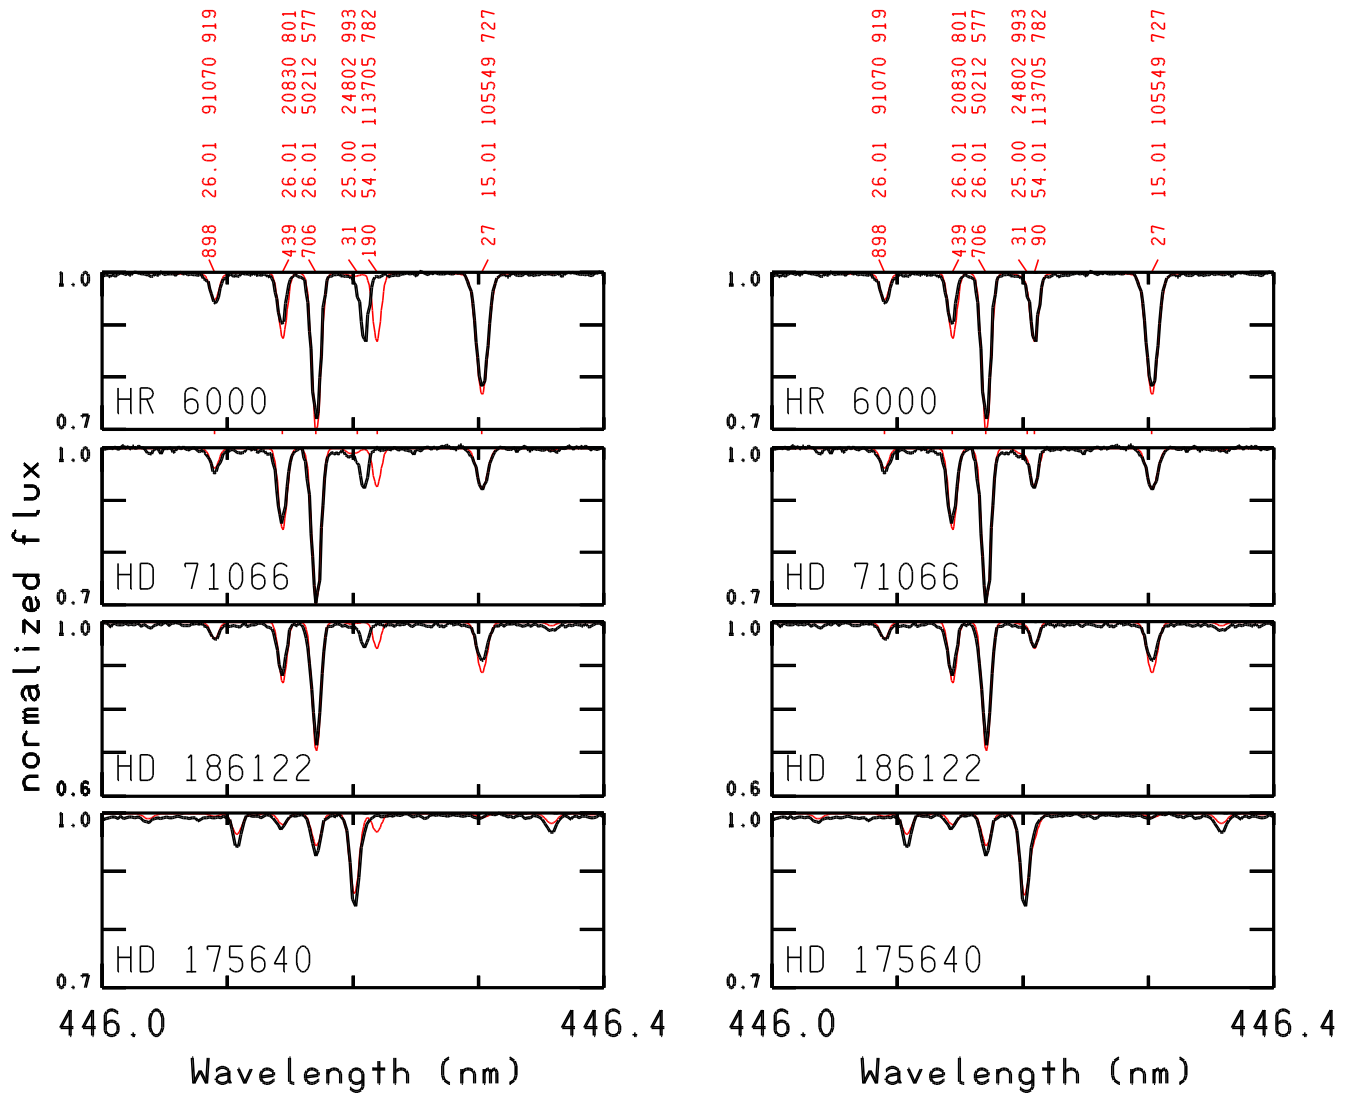 898 26.01 91070 919
439 26.01 20830 801
706 26.01 50212 577
31 25.00 24802 993
190 54.01 113705 782
27 15.01 105549 727
898 26.01 91070 919
439 26.01 20830 801
706 26.01 50212 577
31 25.00 24802 993
90 54.01 113705 782
27 15.01 105549 727
normalized flux
1.0
HR 6000
0.7
1.0
HD 71066
0.7
1.0
HD 186122
0.6
1.0
HD 175640
0.7
446.0 446.4
Wavelength (nm)
1.0
HR 6000
0.7
1.0
HD 71066
0.7
1.0
HD 186122
0.6
1.0
HD 175640
0.7
446.0 446.4
Wavelength (nm)